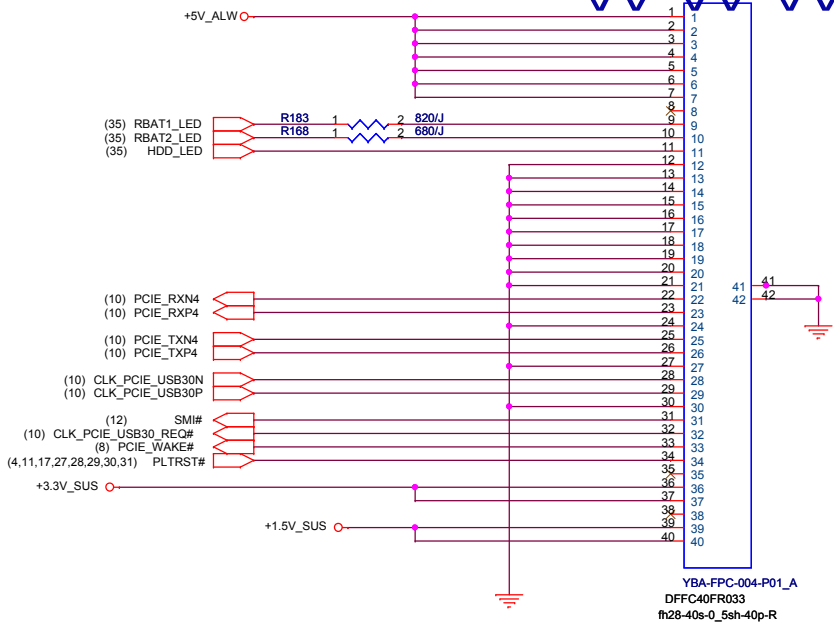 +5V_ALW
1 1
2 2
3 3
4 4
5 5
6 6
7 7
8 8
(35) RBAT1_LED R183 1 2 820/J 9 9
(35) RBAT2_LED R168 1 2 680/J 10 10
(35) HDD_LED 11 11
12 12
13 13
14 14
15 15
16 16
17 17
18 18
19 19
20 20
21 21 41 41
(10) PCIE_RXN4 22 22 42 42
(10) PCIE_RXP4 23 23
24 24
(10) PCIE_TXN4 25 25
(10) PCIE_TXP4 26 26
27 27
(10) CLK_PCIE_USB30N 28 28
(10) CLK_PCIE_USB30P 29 29
30 30
(12) SMI# 31 31
(10) CLK_PCIE_USB30_REQ# 32 32
(8) PCIE_WAKE# 33 33
(4,11,17,27,28,29,30,31) PLTRST# 34 34
35 35
+3.3V_SUS 36 36
37 37
38 38
+1.5V_SUS 39 39
40 40
YBA-FPC-004-P01_A
DFFC40FR033
fh28-40s-0_5sh-40p-R